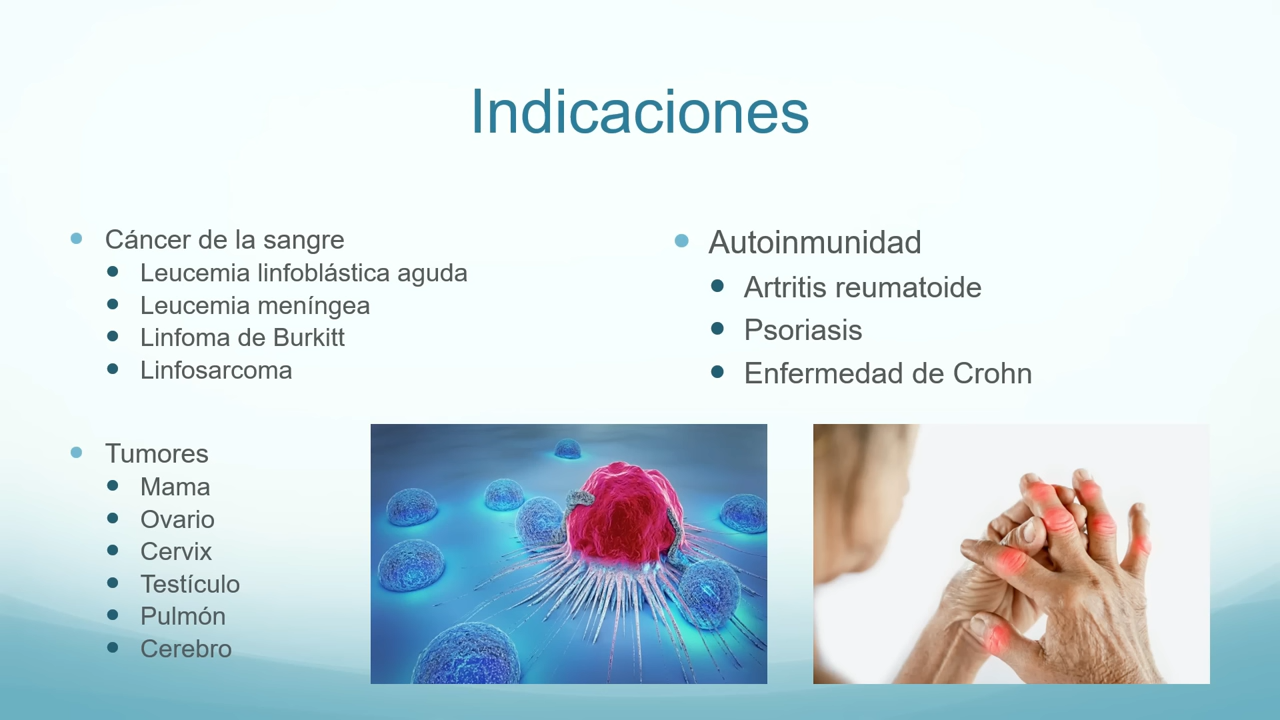 Indicaciones
Cáncer de la sangre
Leucemia linfoblástica aguda
Leucemia meníngea
Linfoma de Burkitt
Linfosarcoma
Tumores
Mama
Ovario
Cervix
Testículo
Pulmón
Cerebro
Autoinmunidad
Artritis reumatoide
Psoriasis
Enfermedad de Crohn